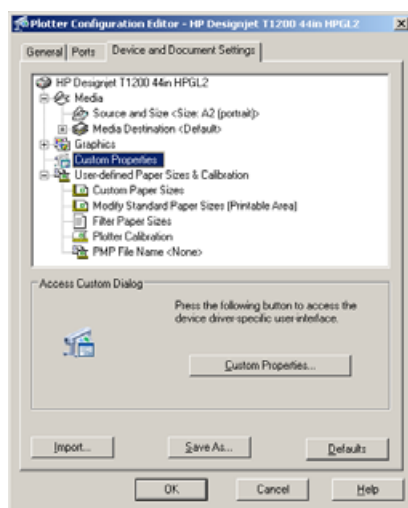 Plotter Configuration Editor - HP Designjet T1200 44in HPGL2
General Ports Device and Document Settings
HP Designjet T1200 44in HPGL2
Media
Source and Size <Size: A2 (portrait)>
Media Destination <Default>
Graphics
Custom Properties
User-defined Paper Sizes & Calibration
Custom Paper Sizes
Modify Standard Paper Sizes (Printable Area)
Filter Paper Sizes
Plotter Calibration
PMP File Name <None>
Access Custom Dialog
Press the following button to access the
device driver-specific user-interface.
Custom Properties...
Import... Save As... Defaults
OK Cancel Help